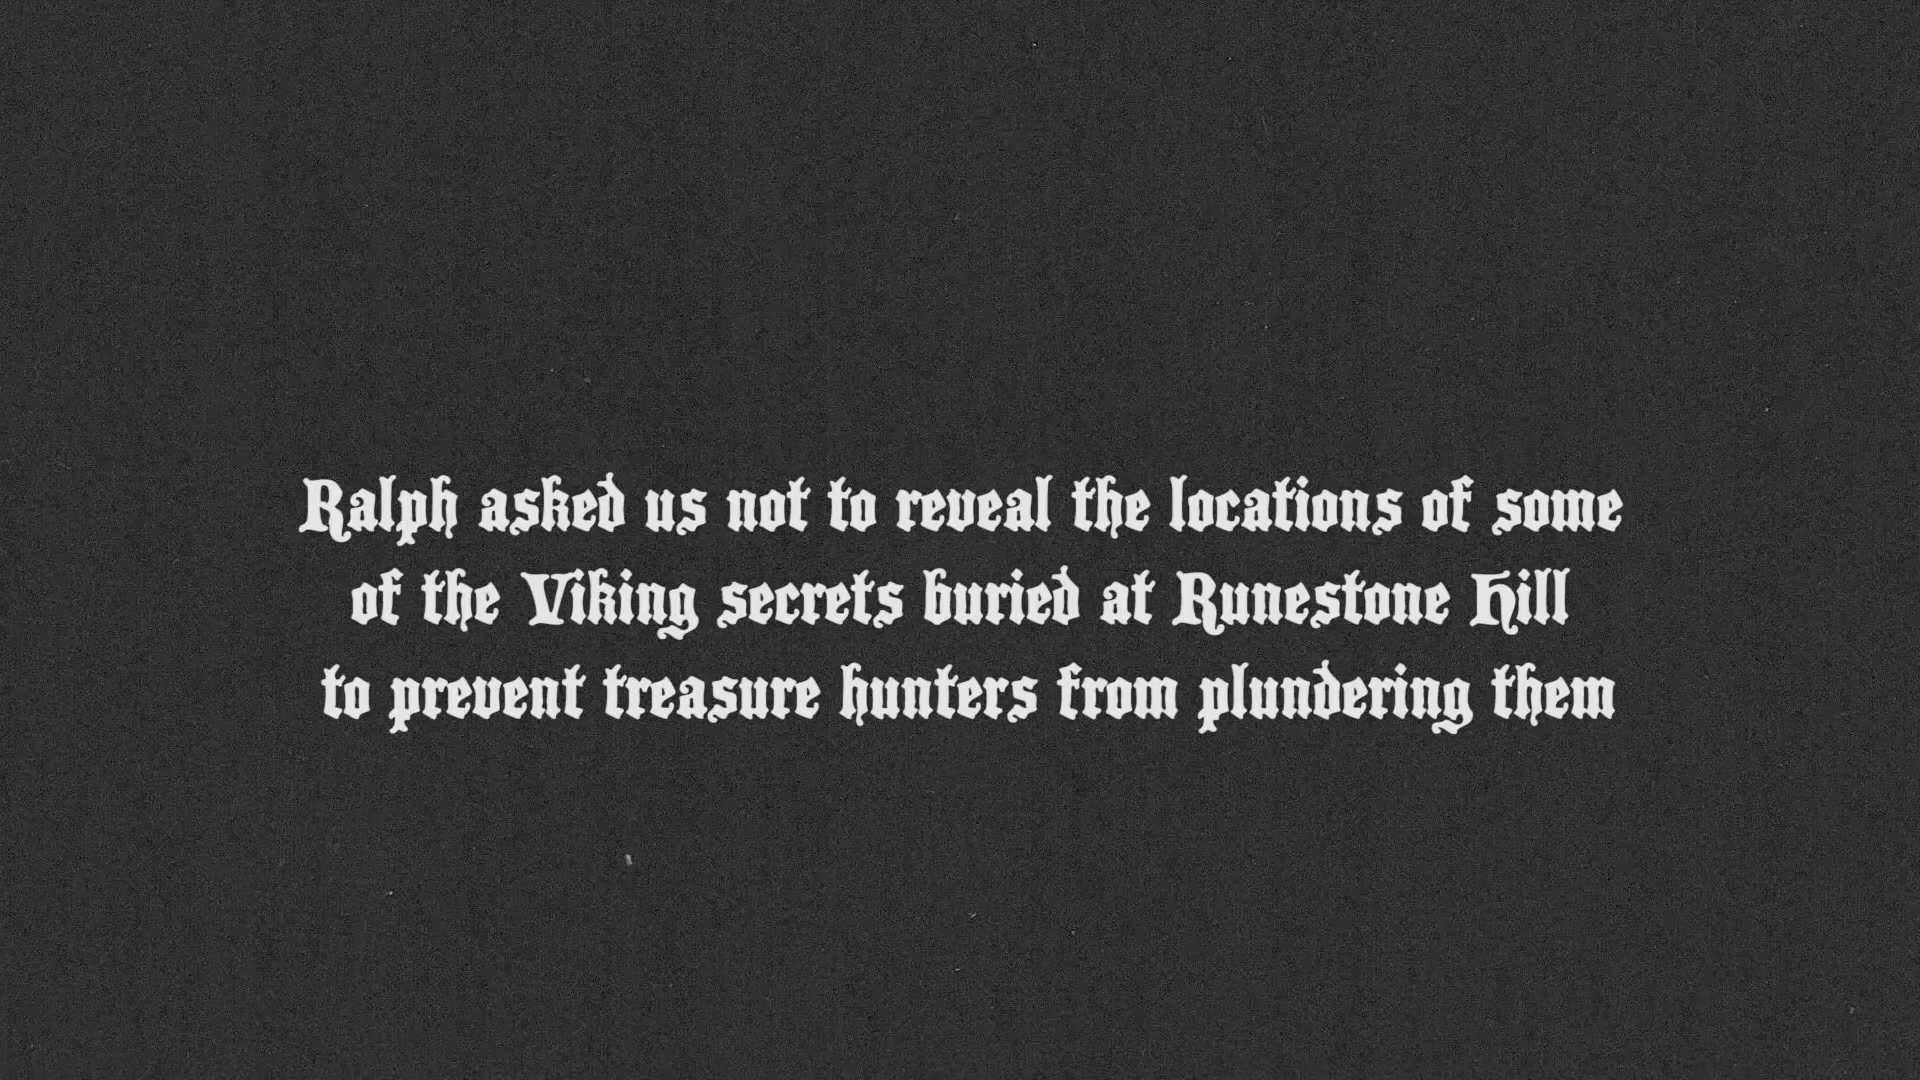 Ralph asked us not to reveal the locations of some
of the Viking secrets buried at Runestone Hill
to prevent treasure hunters from plundering them